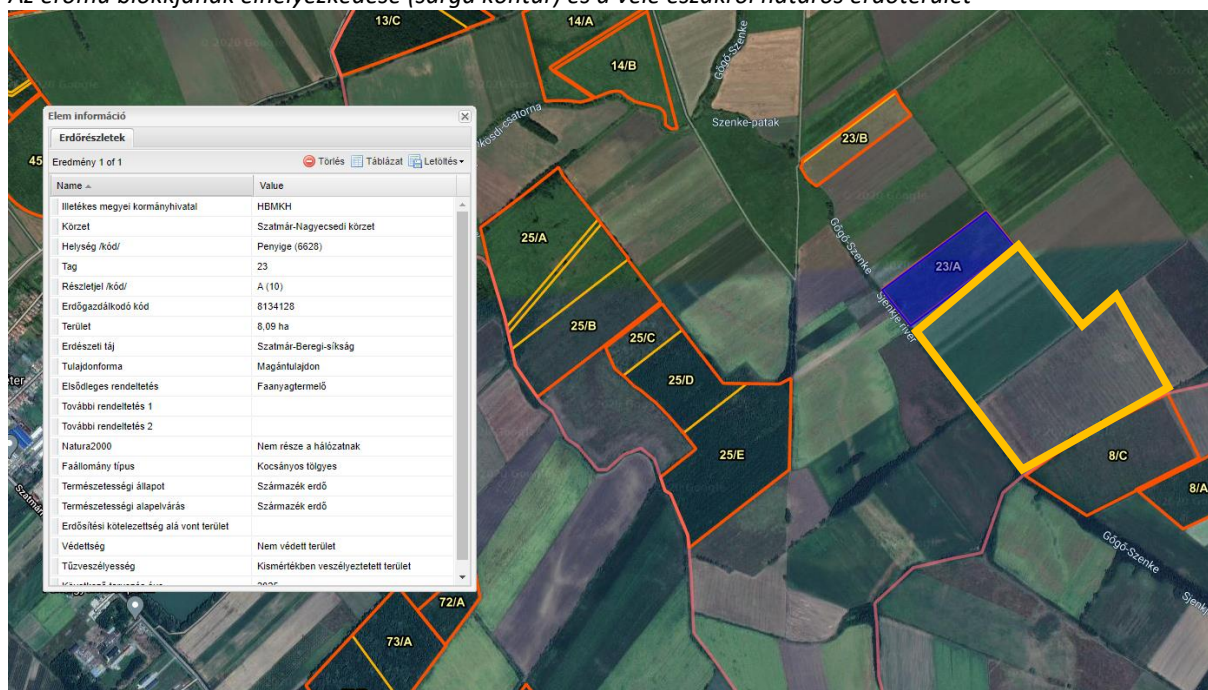 Az erőmű blokkjának elhelyezkedése (sárga kontúr) és a vele északról határos erdőterület
13/C
14/A
14/B
Gőgő-Szenke
Szenke-patak
23/B
45
Elem információ
Erdőrészletek
Eredmény 1 of 1 Törlés Táblázat Letöltés
Name Value
Illetékes megyei kormányhivatal HBMKH
Körzet Szatmár-Nagyecsedi körzet
Helység /kód/ Penyige (6628)
Tag 23
Részletjel /kód/ A (10)
Erdőgazdálkodó kód 8134128
Terület 8,09 ha
Erdészeti táj Szatmár-Beregi-síkság
Tulajdonforma Magántulajdon
Elsődleges rendeltetés Faanyagtermelő
További rendeltetés 1
További rendeltetés 2
Natura2000 Nem része a hálózatnak
Faállomány típus Kocsányos tölgyes
Természetességi állapot Származék erdő
Természetességi alapelvárás Származék erdő
Erdősítési kötelezettség alá vont terület
Védettség Nem védett terület
Tűzveszélyesség Kismértékben veszélyeztetett terület
25/A
Gőgő-Szenke
23/A
Sjenkje river
25/B
25/C
25/D
25/E
8/C
8/A
Gőgő-Szenke
72/A
73/A